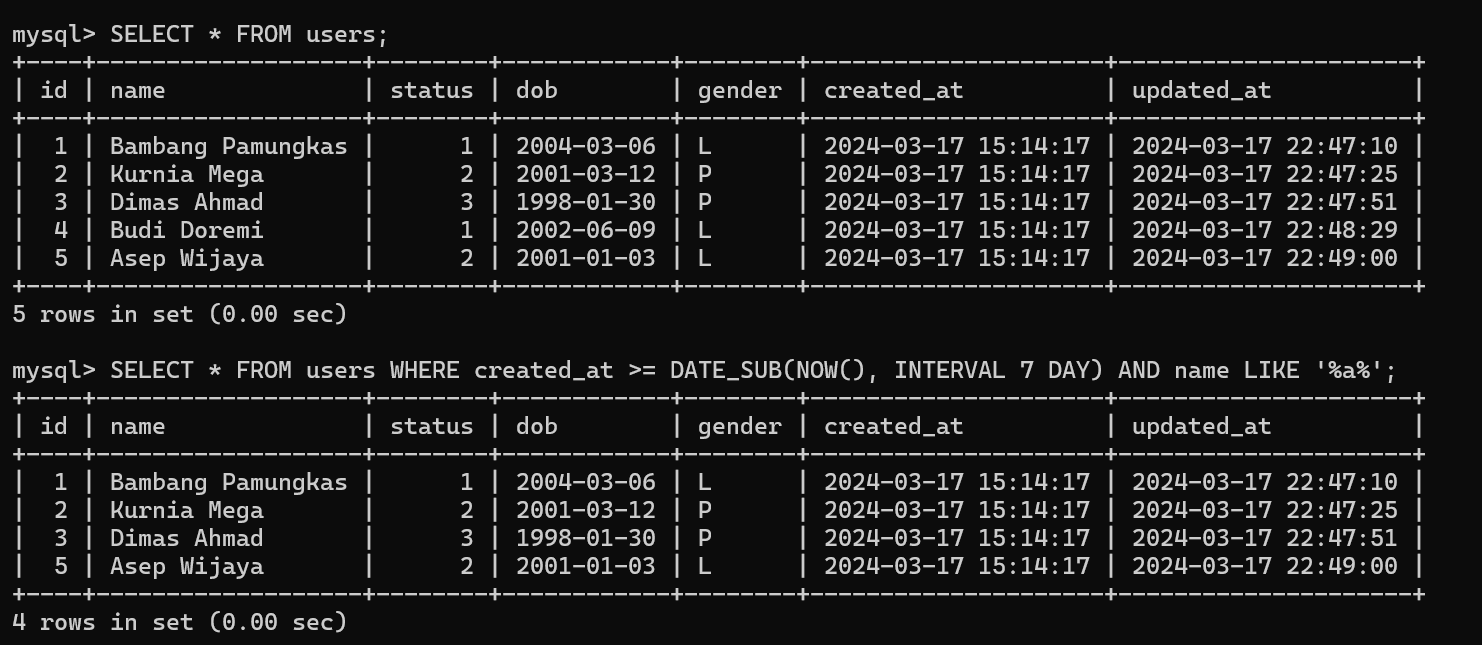 mysql> SELECT * FROM users;
+----+-------------------+--------+------------+--------+---------------------+---------------------+
| id | name              | status | dob        | gender | created_at          | updated_at          |
+----+-------------------+--------+------------+--------+---------------------+---------------------+
|  1 | Bambang Pamungkas |      1 | 2004-03-06 | L      | 2024-03-17 15:14:17 | 2024-03-17 22:47:10 |
|  2 | Kurnia Mega       |      2 | 2001-03-12 | P      | 2024-03-17 15:14:17 | 2024-03-17 22:47:25 |
|  3 | Dimas Ahmad       |      3 | 1998-01-30 | P      | 2024-03-17 15:14:17 | 2024-03-17 22:47:51 |
|  4 | Budi Doremi       |      1 | 2002-06-09 | L      | 2024-03-17 15:14:17 | 2024-03-17 22:48:29 |
|  5 | Asep Wijaya       |      2 | 2001-01-03 | L      | 2024-03-17 15:14:17 | 2024-03-17 22:49:00 |
+----+-------------------+--------+------------+--------+---------------------+---------------------+
5 rows in set (0.00 sec)

mysql> SELECT * FROM users WHERE created_at >= DATE_SUB(NOW(), INTERVAL 7 DAY) AND name LIKE '%a%';
+----+-------------------+--------+------------+--------+---------------------+---------------------+
| id | name              | status | dob        | gender | created_at          | updated_at          |
+----+-------------------+--------+------------+--------+---------------------+---------------------+
|  1 | Bambang Pamungkas |      1 | 2004-03-06 | L      | 2024-03-17 15:14:17 | 2024-03-17 22:47:10 |
|  2 | Kurnia Mega       |      2 | 2001-03-12 | P      | 2024-03-17 15:14:17 | 2024-03-17 22:47:25 |
|  3 | Dimas Ahmad       |      3 | 1998-01-30 | P      | 2024-03-17 15:14:17 | 2024-03-17 22:47:51 |
|  5 | Asep Wijaya       |      2 | 2001-01-03 | L      | 2024-03-17 15:14:17 | 2024-03-17 22:49:00 |
+----+-------------------+--------+------------+--------+---------------------+---------------------+
4 rows in set (0.00 sec)